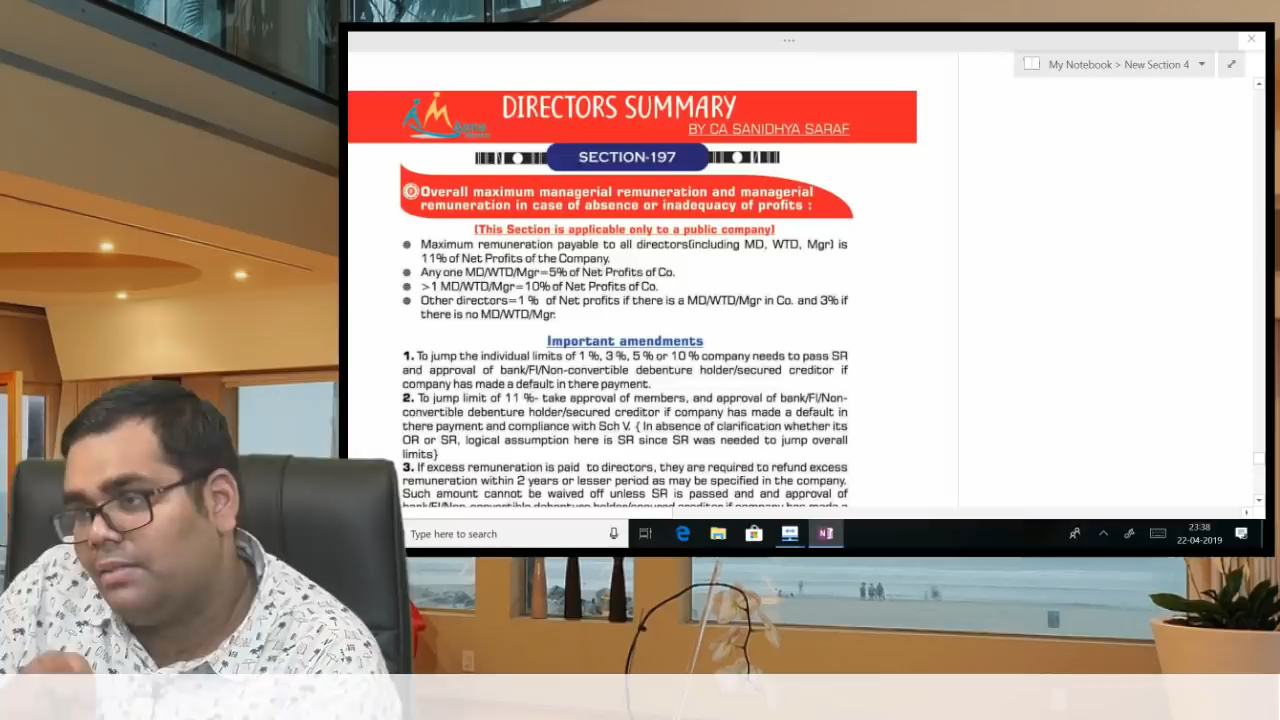 My Notebook > New Section 4
DIRECTORS SUMMARY
BY CA SANIDHYA SARAF
SECTION-197
Overall maximum managerial remuneration and managerial
remuneration in case of absence or inadequacy of profits :
(This Section is applicable only to a public company)
Maximum remuneration payable to all directors(including MD, WTD, Mgr) is
11% of Net Profits of the Company.
Any one MD/WTD/Mgr=5% of Net Profits of Co.
>1 MD/WTD/Mgr=10% of Net Profits of Co.
Other directors=1 % of Net profits if there is a MD/WTD/Mgr in Co. and 3% if
there is no MD/WTD/Mgr.
Important amendments
1. To jump the individual limits of 1 %, 3 %, 5 % or 10 % company needs to pass SR
and approval of bank/FI/Non-convertible debenture holder/secured creditor if
company has made a default in there payment.
2. To jump limit of 11 %- take approval of members, and approval of bank/FI/Non-
convertible debenture holder/secured creditor if company has made a default in
there payment and compliance with Sch V. { In absence of clarification whether its
OR or SR, logical assumption here is SR since SR was needed to jump overall
limits}
3. If excess remuneration is paid to directors, they are required to refund excess
remuneration within 2 years or lesser period as may be specified in the company.
Such amount cannot be waived off unless SR is passed and and approval of
bank/FI/Non-convertible debenture holder/secured creditor if company has made a
Type here to search
23:38
22-04-2019